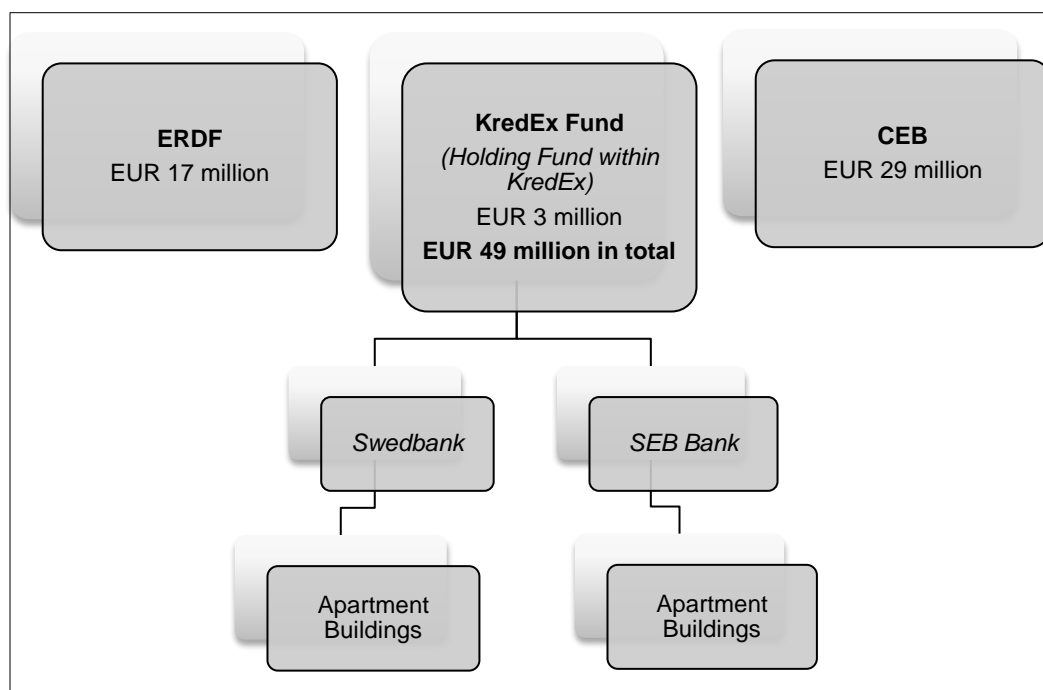 ERDF
EUR 17 million
KredEx Fund
(Holding Fund within
KredEx)
EUR 3 million
EUR 49 million in total
CEB
EUR 29 million
Swedbank
SEB Bank
Apartment
Buildings
Apartment
Buildings